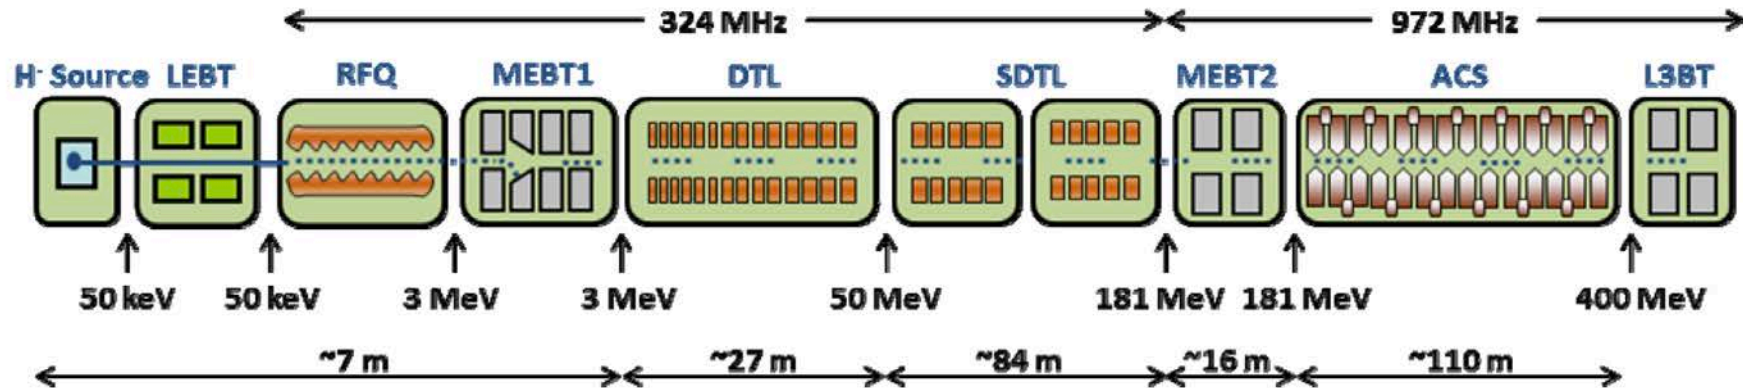 324 MHz 972 MHz
H⁻ Source LEBT RFQ MEBT1 DTL SDTL MEBT2 ACS L3BT
50 keV 50 keV 3 MeV 3 MeV 50 MeV 181 MeV 181 MeV 400 MeV
~7 m ~27 m ~84 m ~16 m ~110 m